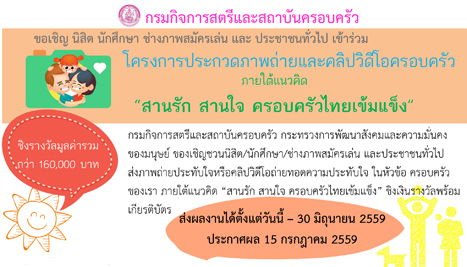 กรมกิจการสตรีและสถาบันครอบครัว
ขอเชิญ นิสิต นักศึกษา ช่างภาพสมัครเล่น และ ประชาชนทั่วไป เข้าร่วม
โครงการประกวดภาพถ่ายและคลิปวิดีโอครอบครัว
ภายใต้แนวคิด
“สานรัก สานใจ ครอบครัวไทยเข้มแข็ง”
ชิงรางวัลมูลค่ารวม
กว่า 160,000 บาท
กรมกิจการสตรีและสถาบันครอบครัว กระทรวงการพัฒนาสังคมและความมั่นคง
ของมนุษย์ ขอเชิญชวนนิสิต/นักศึกษา/ช่างภาพสมัครเล่น และประชาชนทั่วไป
ส่งภาพถ่ายประทับใจหรือคลิปวิดีโอถ่ายทอดความประทับใจ ในหัวข้อ ครอบครัว
ของเรา ภายใต้แนวคิด “สานรัก สานใจ ครอบครัวไทยเข้มแข็ง” ชิงเงินรางวัลพร้อม
เกียรติบัตร
ส่งผลงานได้ตั้งแต่วันนี้ – 30 มิถุนายน 2559
ประกาศผล 15 กรกฎาคม 2559